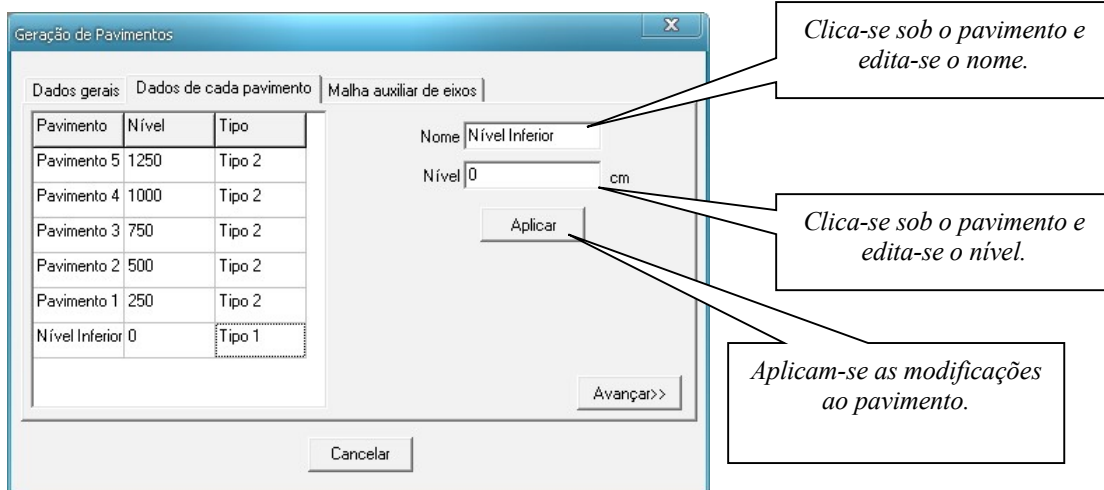 Geração de Pavimentos
Dados gerais Dados de cada pavimento Malha auxiliar de eixos
Pavimento Nível Tipo
Pavimento 5 1250 Tipo 2
Pavimento 4 1000 Tipo 2
Pavimento 3 750 Tipo 2
Pavimento 2 500 Tipo 2
Pavimento 1 250 Tipo 2
Nível Inferior 0 Tipo 1
Nome Nível Inferior
Nível 0 cm
Aplicar
Avançar>>
Cancelar
Clica-se sob o pavimento e
edita-se o nome.
Clica-se sob o pavimento e
edita-se o nível.
Aplicam-se as modificações
ao pavimento.